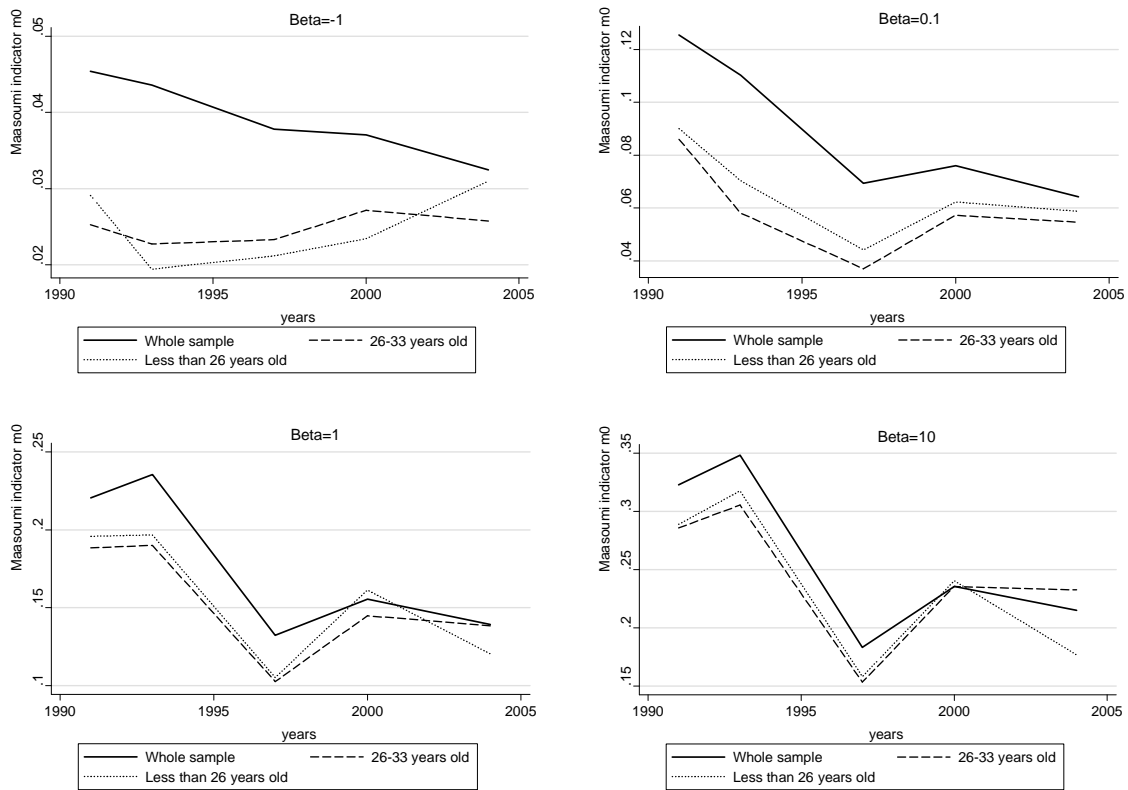 Beta=-1
Maasoumi indicator m0
.05
.04
.03
.02
1990 1995 2000 2005
years
Whole sample 26-33 years old
Less than 26 years old
Beta=0.1
Maasoumi indicator m0
.12
.1
.08
.06
.04
1990 1995 2000 2005
years
Whole sample 26-33 years old
Less than 26 years old
Beta=1
Maasoumi indicator m0
.25
.2
.15
.1
1990 1995 2000 2005
years
Whole sample 26-33 years old
Less than 26 years old
Beta=10
Maasoumi indicator m0
.35
.3
.25
.2
.15
1990 1995 2000 2005
years
Whole sample 26-33 years old
Less than 26 years old